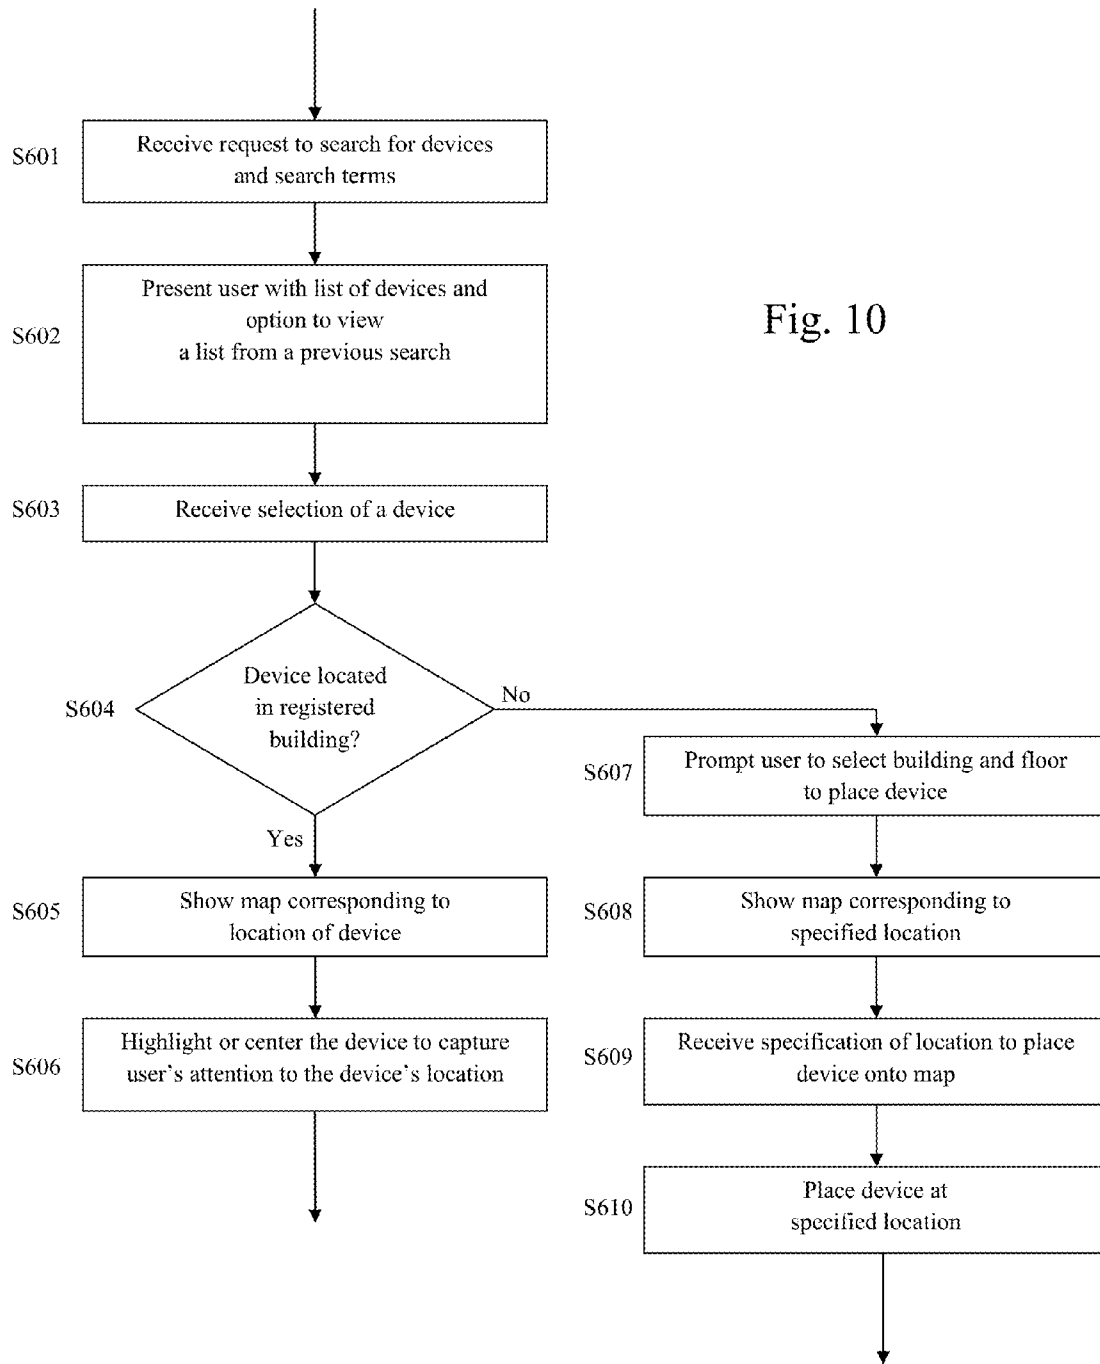 S601
Receive request to search for devices
and search terms
S602
Present user with list of devices and
option to view
a list from a previous search
Fig. 10
S603
Receive selection of a device
S604
Device located
in registered
building?
No
Yes
S605
Show map corresponding to
location of device
S606
Highlight or center the device to capture
user's attention to the device's location
S607
Prompt user to select building and floor
to place device
S608
Show map corresponding to
specified location
S609
Receive specification of location to place
device onto map
S610
Place device at
specified location